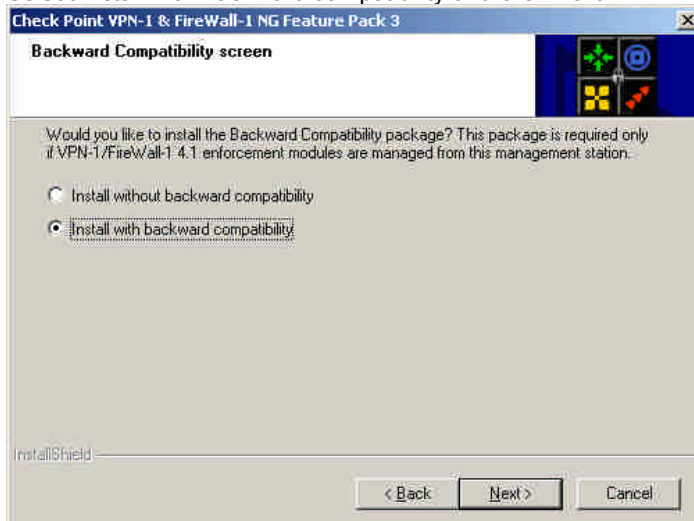 Check Point VPN-1 & FireWall-1 NG Feature Pack 3
Backward Compatibility screen
Would you like to install the Backward Compatibility package? This package is required only
if VPN-1/FireWall-1 4.1 enforcement modules are managed from this management station.
Install without backward compatibility
Install with backward compatibility
InstallShield
< Back Next > Cancel